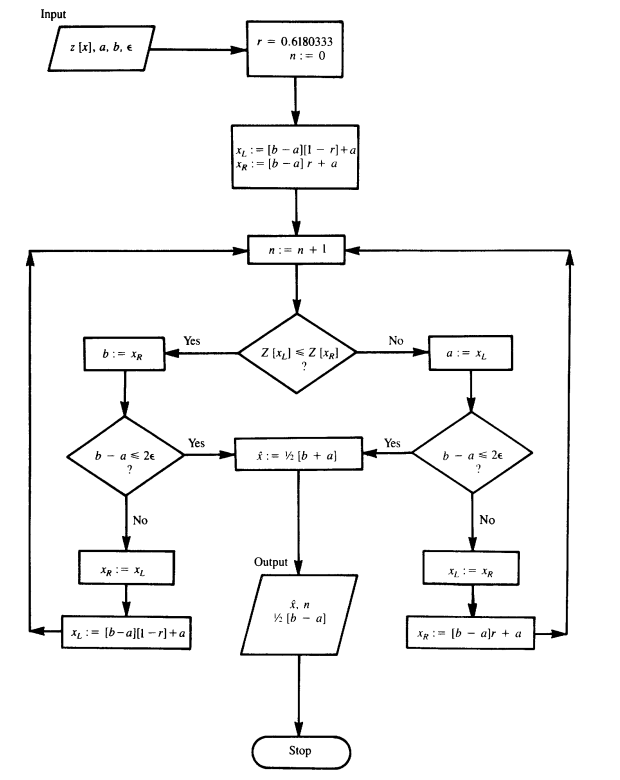 Input
z [x], a, b, ϵ
r = 0.6180333
n := 0
x_L := [b − a][1 − r] + a
x_R := [b − a] r + a
n := n + 1
Yes
Z [x_L] ⩽ Z [x_R]
?
No
b := x_R
a := x_L
b − a ⩽ 2ϵ
?
Yes
x̂ := ½ [b + a]
Yes
b − a ⩽ 2ϵ
?
No
No
x_R := x_L
Output
x_L := x_R
x̂, n
½ [b − a]
x_L := [b−a][1−r]+a
x_R := [b − a]r + a
Stop